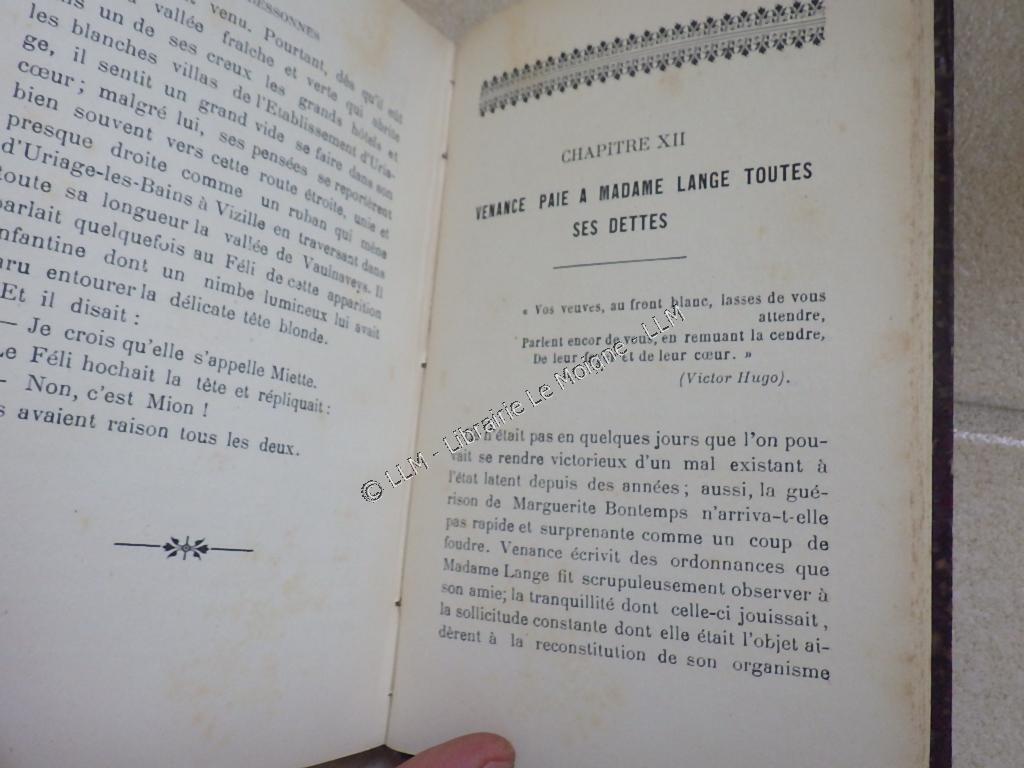 ESSONNES
venu. Pourtant, dès qu'il eût
vallée fraîche et verte qui abrite
un de ses creux les grands hôtels et
les blanches villas de l'Etablissement d'Uria-
ge, il sentit un grand vide se faire dans son
cœur; malgré lui, ses pensées se reportèrent
bien souvent vers cette route étroite, unie et
presque droite comme un ruban qui mène
d'Uriage-les-Bains à Vizille en traversant dans
toute sa longueur la vallée de Vaulnaveys. Il
parlait quelquefois au Féli de cette apparition
nfantine dont un nimbe lumineux lui avait
aru entourer la délicate tête blonde.
Et il disait :
— Je crois qu'elle s'appelle Miette.
Le Féli hochait la tête et répliquait :
— Non, c'est Mion !
s avaient raison tous les deux.
CHAPITRE XII
VENANCE PAIE A MADAME LANGE TOUTES
SES DETTES
« Vos veuves, au front blanc, lasses de vous
attendre,
Parlent encor de vous, en remuant la cendre,
De leur et de leur cœur. »
(Victor Hugo).
n'était pas en quelques jours que l'on pou-
vait se rendre victorieux d'un mal existant à
l'état latent depuis des années ; aussi, la gué-
rison de Marguerite Bontemps n'arriva-t-elle
pas rapide et surprenante comme un coup de
foudre. Venance écrivit des ordonnances que
Madame Lange fit scrupuleusement observer à
son amie; la tranquillité dont celle-ci jouissait,
la sollicitude constante dont elle était l'objet ai-
dèrent à la reconstitution de son organisme
© LLM - Librairie Le Moigne - LLM